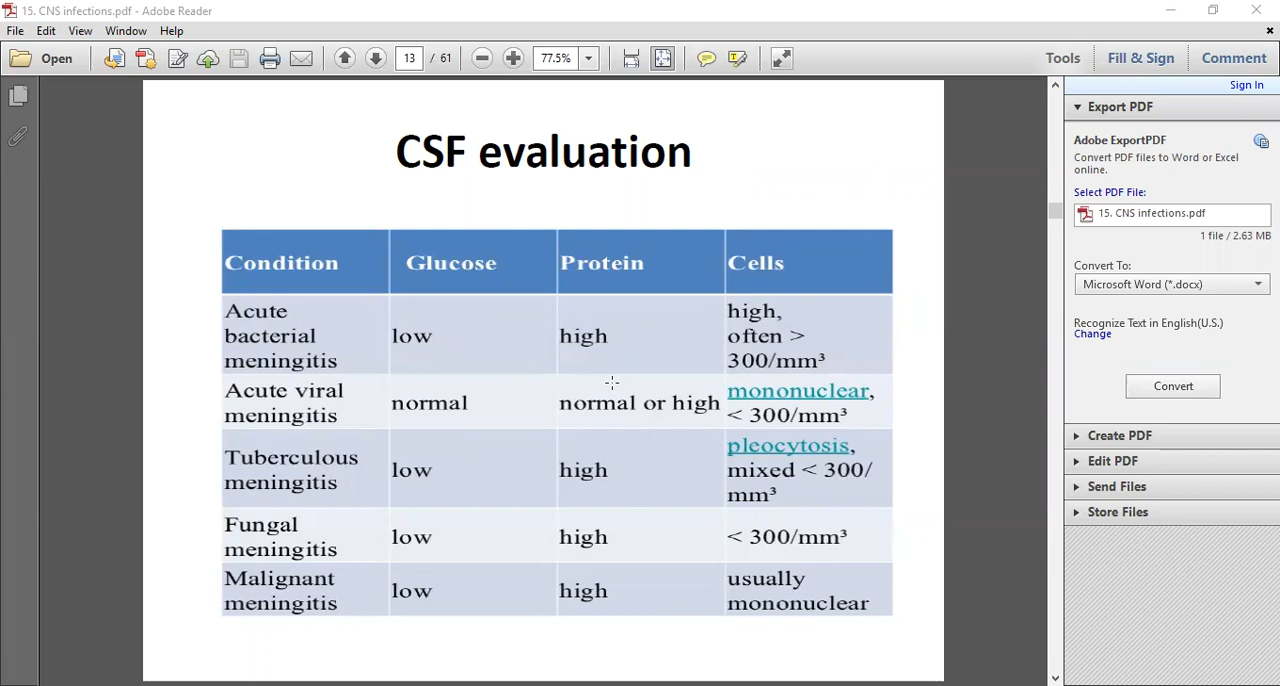 15. CNS infections.pdf - Adobe Reader
File Edit View Window Help
Open 13 / 61 77.5% Tools Fill & Sign Comment
Sign In
Export PDF
Adobe ExportPDF
Convert PDF files to Word or Excel
online.
Select PDF File:
15. CNS infections.pdf
1 file / 2.63 MB
Convert To:
Microsoft Word (*.docx)
Recognize Text in English(U.S.)
Change
Convert
Create PDF
Edit PDF
Send Files
Store Files
CSF evaluation
Condition Glucose Protein Cells
Acute
bacterial
meningitis
low
high
high,
often >
300/mm³
Acute viral
meningitis
normal
normal or high
mononuclear,
< 300/mm³
Tuberculous
meningitis
low
high
pleocytosis,
mixed < 300/
mm³
Fungal
meningitis
low
high
< 300/mm³
Malignant
meningitis
low
high
usually
mononuclear